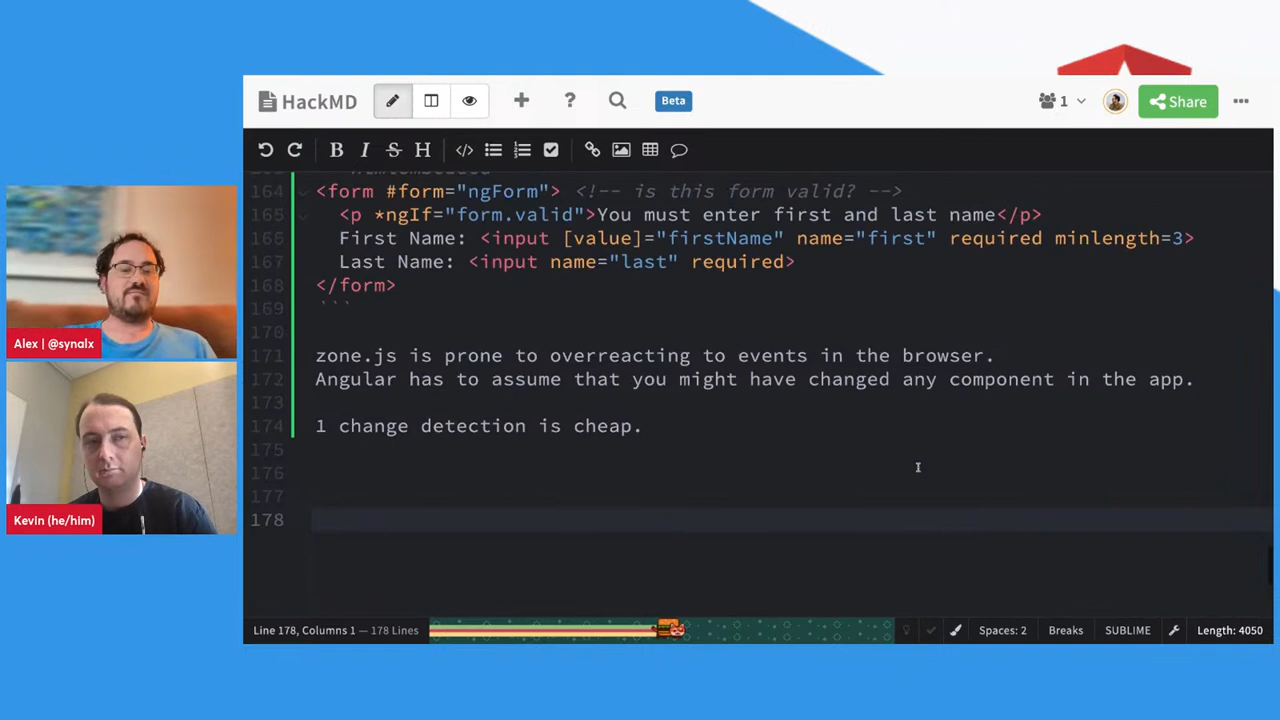 HackMD
Beta
1
Share
164 <form #form="ngForm"> <!-- is this form valid? -->
165 <p *ngIf="form.valid">You must enter first and last name</p>
166 First Name: <input [value]="firstName" name="first" required minlength=3>
167 Last Name: <input name="last" required>
168 </form>
169 ```
170
171 zone.js is prone to overreacting to events in the browser.
172 Angular has to assume that you might have changed any component in the app.
173
174 1 change detection is cheap.
175
176
177
178
Alex | @synalx
Kevin (he/him)
Line 178, Columns 1 — 178 Lines
Spaces: 2
Breaks
SUBLIME
Length: 4050